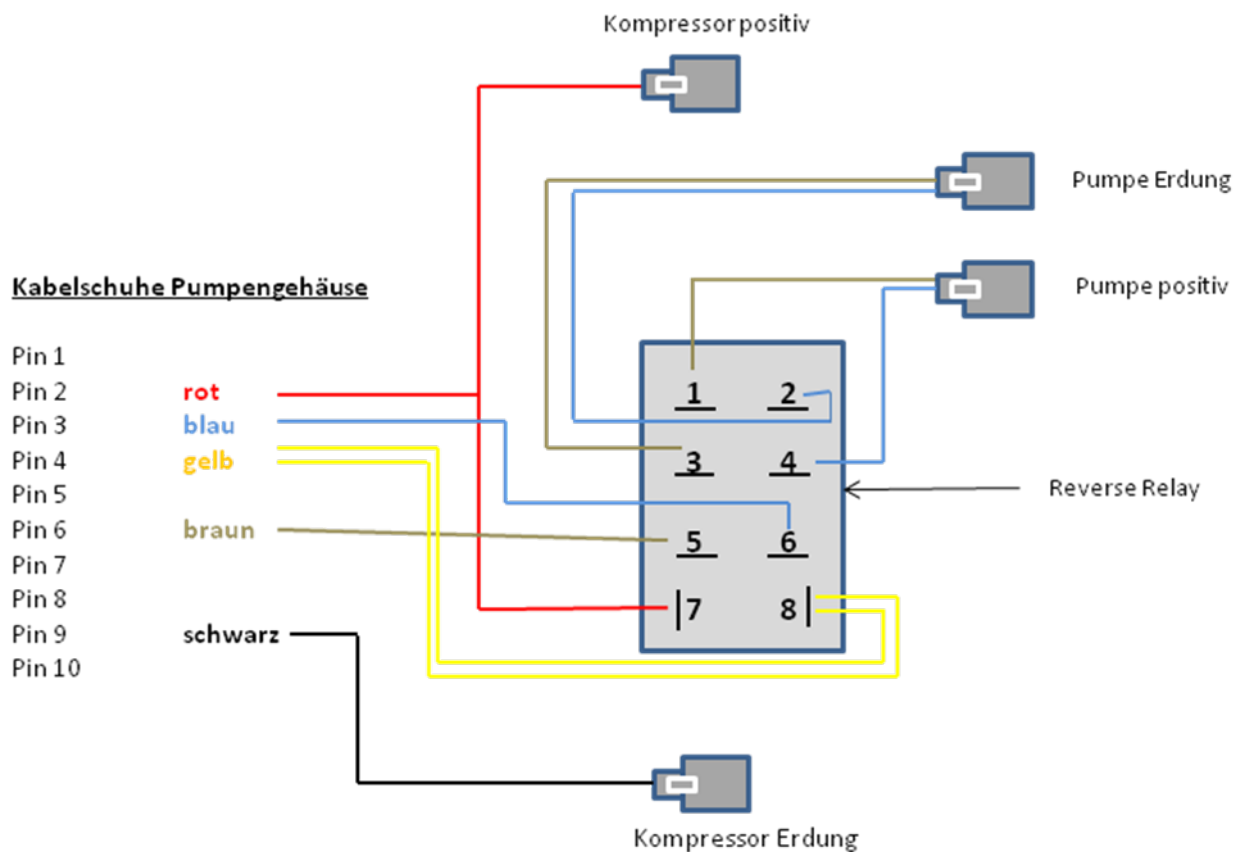 Kompressor positiv
Pumpe Erdung
Pumpe positiv
Kabelschuhe Pumpengehäuse
Pin 1
Pin 2 rot
Pin 3 blau
Pin 4 gelb
Pin 5
Pin 6 braun
Pin 7
Pin 8
Pin 9 schwarz
Pin 10
1 2
3 4
5 6
7 8
Reverse Relay
Kompressor Erdung